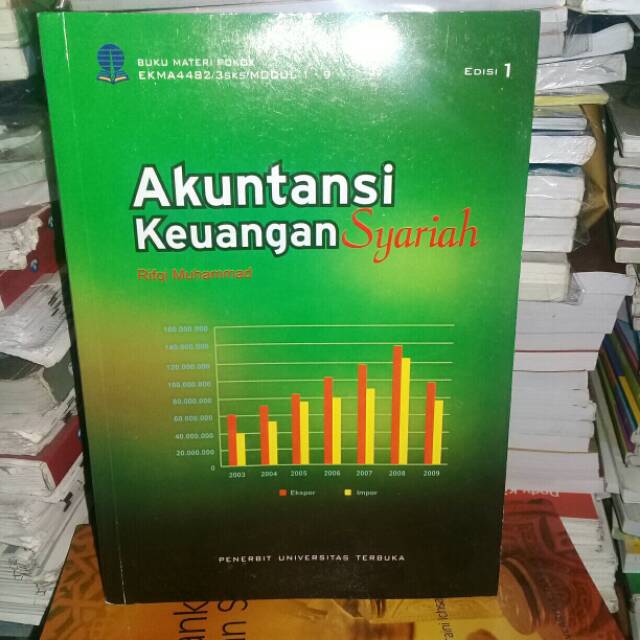 BUKU MATERI POKOK
EKMA4482/3SKS/MODUL 1 - 9
EDISI 1
Akuntansi
Keuangan Syariah
Rifqi Muhammad
160.000.000
140.000.000
120.000.000
100.000.000
80.000.000
60.000.000
40.000.000
20.000.000
0
2003 2004 2005 2006 2007 2008 2009
Ekspor Impor
PENERBIT UNIVERSITAS TERBUKA